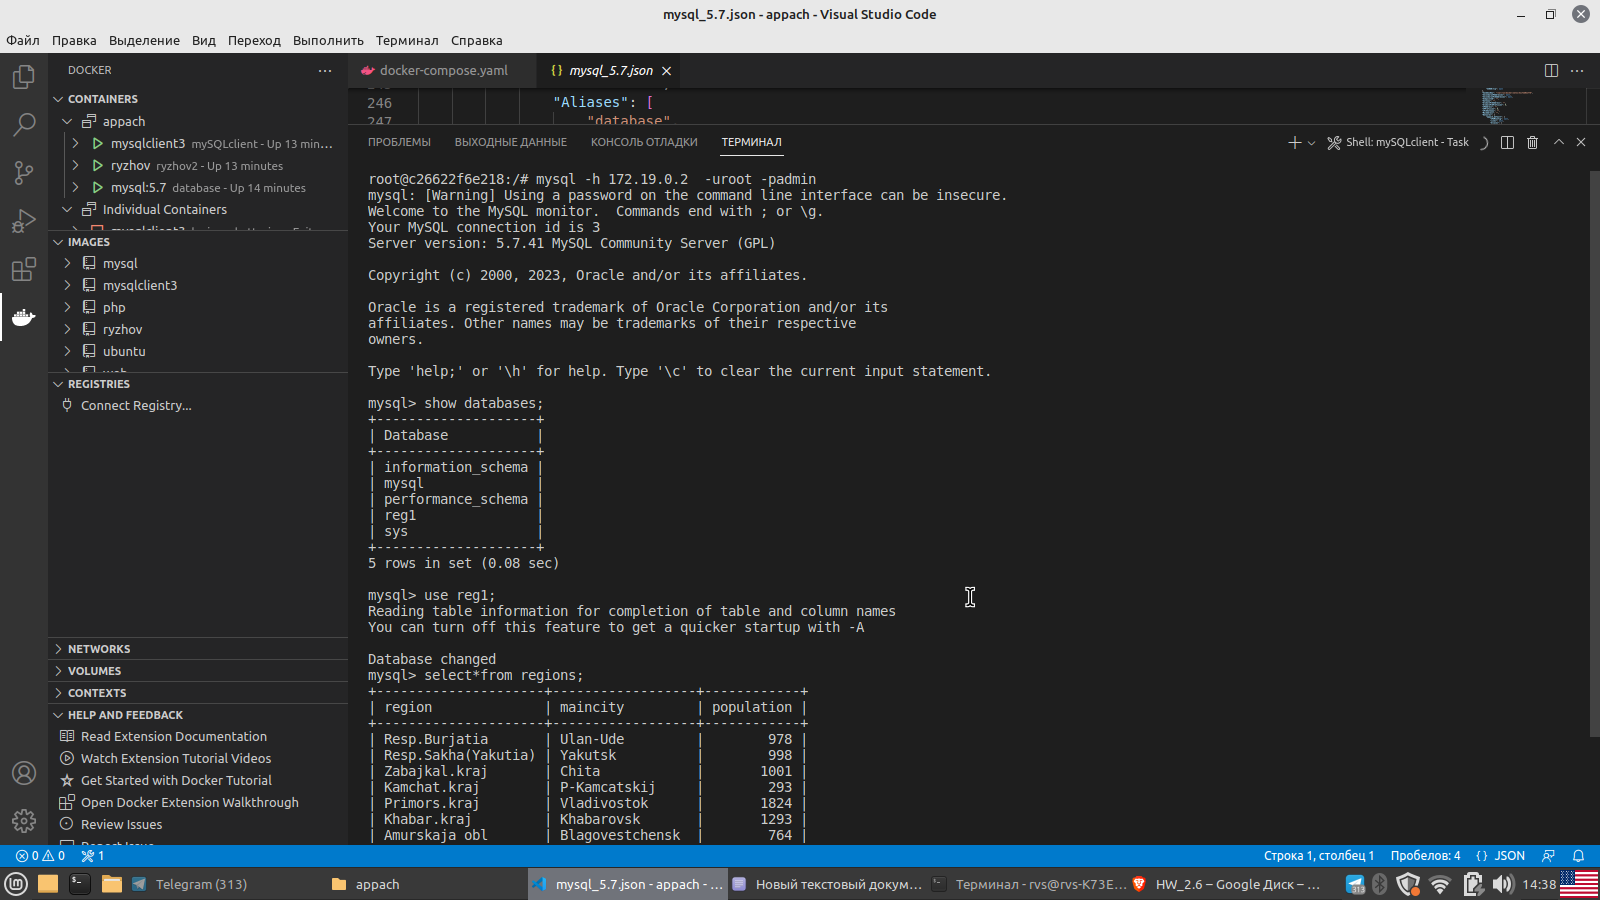 mysql_5.7.json - appach - Visual Studio Code
Файл Правка Выделение Вид Переход Выполнить Терминал Справка
DOCKER
docker-compose.yaml
{} mysql_5.7.json
CONTAINERS
appach
mysqlclient3 mySQLclient - Up 13 min...
ryzhov ryzhov2 - Up 13 minutes
mysql:5.7 database - Up 14 minutes
Individual Containers
IMAGES
mysql
mysqlclient3
php
ryzhov
ubuntu
REGISTRIES
Connect Registry...
NETWORKS
VOLUMES
CONTEXTS
HELP AND FEEDBACK
Read Extension Documentation
Watch Extension Tutorial Videos
Get Started with Docker Tutorial
Open Docker Extension Walkthrough
Review Issues
246 "Aliases": [
247 "database"
ПРОБЛЕМЫ ВЫХОДНЫЕ ДАННЫЕ КОНСОЛЬ ОТЛАДКИ ТЕРМИНАЛ
Shell: mySQLclient - Task
root@c26622f6e218:/# mysql -h 172.19.0.2  -uroot -padmin
mysql: [Warning] Using a password on the command line interface can be insecure.
Welcome to the MySQL monitor.  Commands end with ; or \g.
Your MySQL connection id is 3
Server version: 5.7.41 MySQL Community Server (GPL)
Copyright (c) 2000, 2023, Oracle and/or its affiliates.
Oracle is a registered trademark of Oracle Corporation and/or its
affiliates. Other names may be trademarks of their respective
owners.
Type 'help;' or '\h' for help. Type '\c' to clear the current input statement.
mysql> show databases;
+--------------------+
| Database           |
+--------------------+
| information_schema |
| mysql              |
| performance_schema |
| reg1               |
| sys                |
+--------------------+
5 rows in set (0.08 sec)
mysql> use reg1;
Reading table information for completion of table and column names
You can turn off this feature to get a quicker startup with -A
Database changed
mysql> select*from regions;
+---------------------+------------------+------------+
| region              | maincity         | population |
+---------------------+------------------+------------+
| Resp.Burjatia       | Ulan-Ude         |        978 |
| Resp.Sakha(Yakutia) | Yakutsk          |        998 |
| Zabajkal.kraj       | Chita            |       1001 |
| Kamchat.kraj        | P-Kamcatskij     |        293 |
| Primors.kraj        | Vladivostok      |       1824 |
| Khabar.kraj         | Khabarovsk       |       1293 |
| Amurskaja obl       | Blagovestchensk  |        764 |
0 0 1
Строка 1, столбец 1 Пробелов: 4 {} JSON
Telegram (313)
appach
mysql_5.7.json - appach - ...
Новый текстовый докум...
Терминал - rvs@rvs-K73E...
HW_2.6 – Google Диск – ...
313
14:38